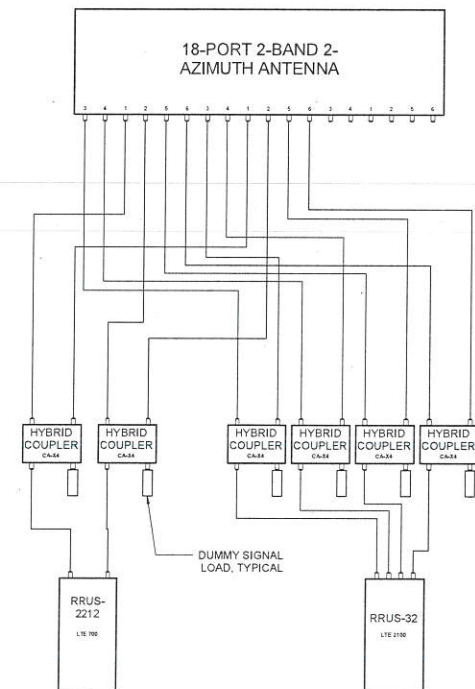 18-PORT 2-BAND 2-
AZIMUTH ANTENNA
3 4 1 2 5 6 3 4 1 2 5 6 3 4 1 2 5 6
HYBRID
COUPLER
CA-X4
HYBRID
COUPLER
CA-X4
HYBRID
COUPLER
CA-X4
HYBRID
COUPLER
CA-X4
HYBRID
COUPLER
CA-X4
HYBRID
COUPLER
CA-X4
DUMMY SIGNAL
LOAD, TYPICAL
RRUS-
2212
LTE 700
RRUS-32
LTE 2100